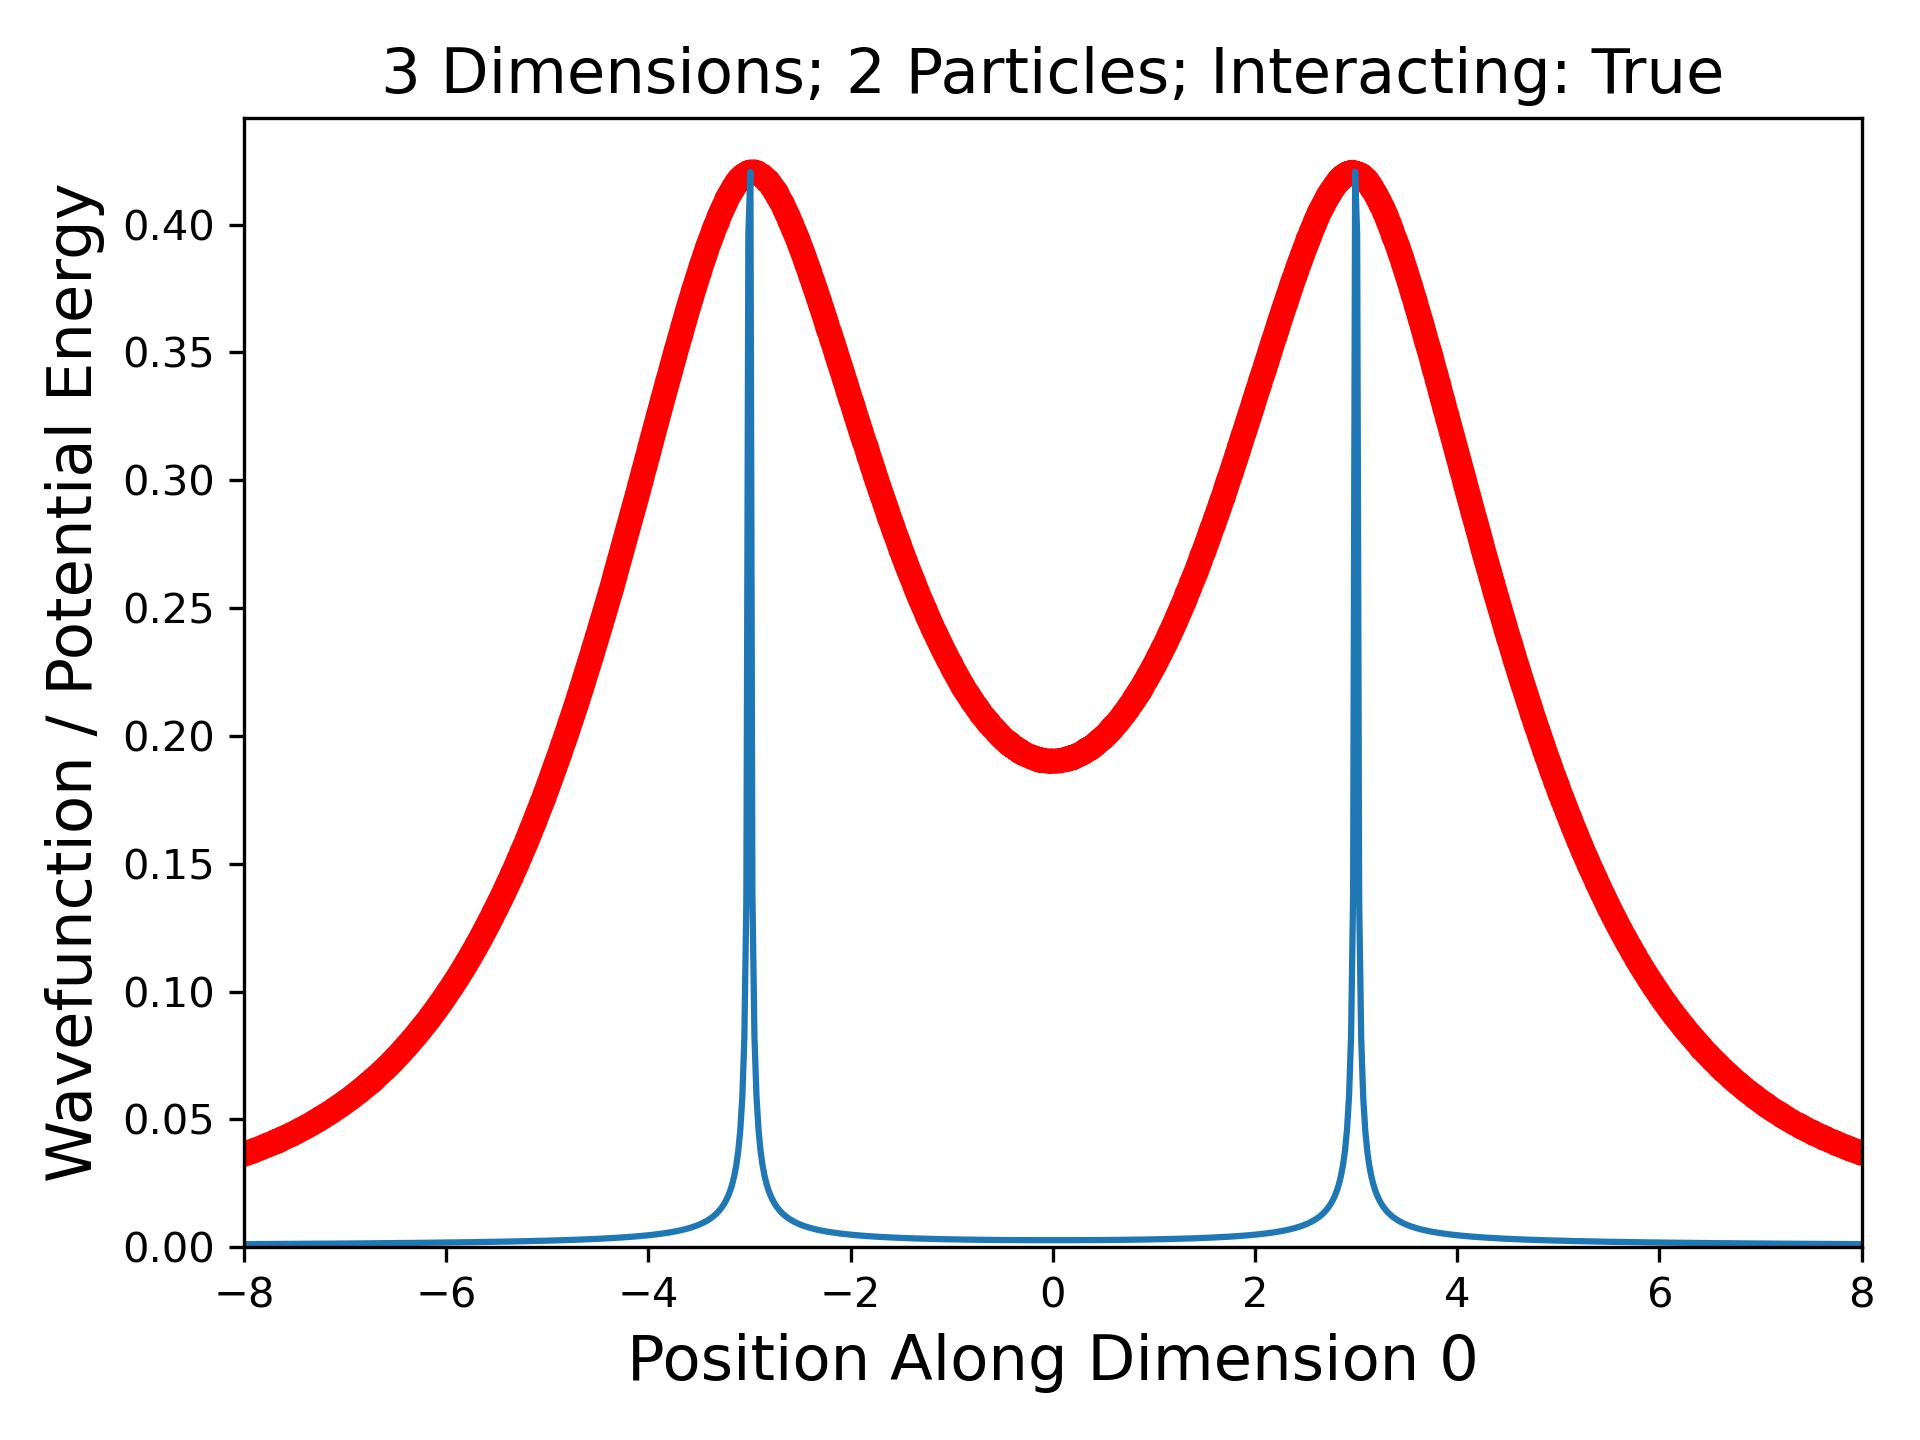 3 Dimensions; 2 Particles; Interacting: True
Wavefunction / Potential Energy
0.40
0.35
0.30
0.25
0.20
0.15
0.10
0.05
0.00
−8 −6 −4 −2 0 2 4 6 8
Position Along Dimension 0